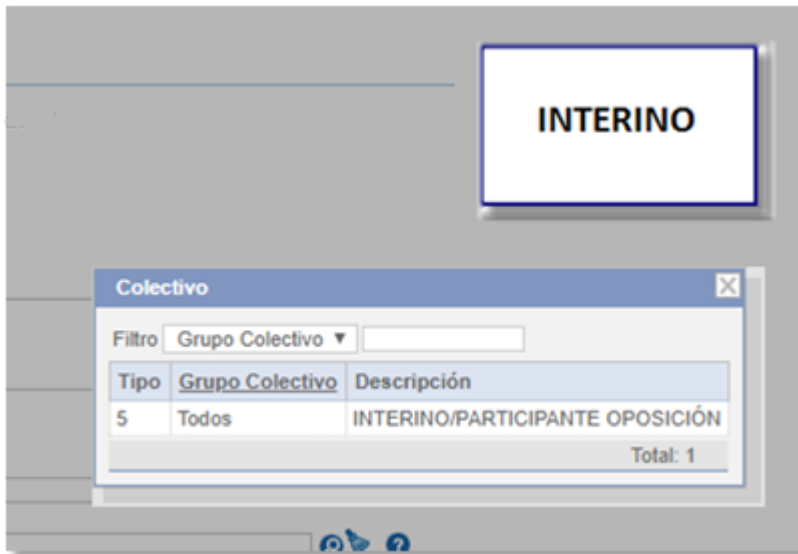 INTERINO
Colectivo
Filtro Grupo Colectivo
Tipo Grupo Colectivo Descripción
5 Todos INTERINO/PARTICIPANTE OPOSICIÓN
Total: 1